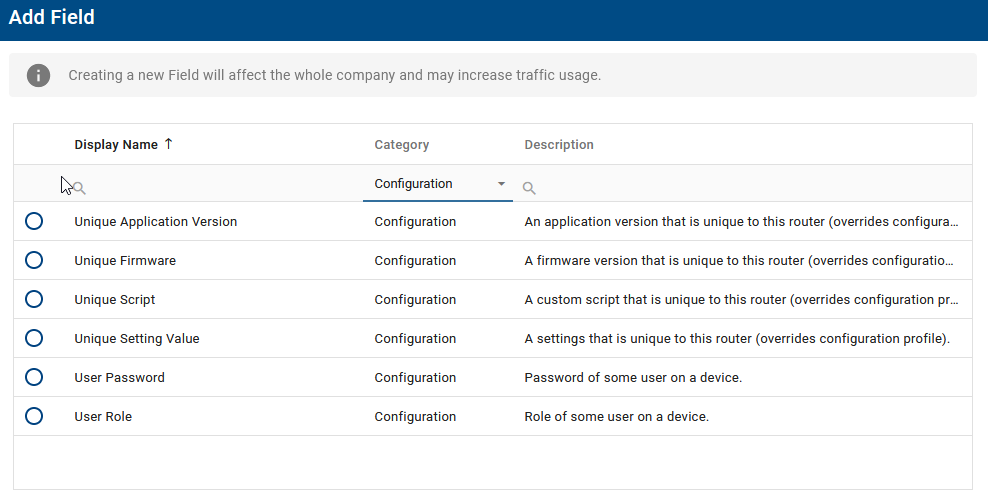 Add Field
Creating a new Field will affect the whole company and may increase traffic usage.
Display Name ↑ Category Description
Configuration
Unique Application Version Configuration An application version that is unique to this router (overrides configura...
Unique Firmware Configuration A firmware version that is unique to this router (overrides configuratio...
Unique Script Configuration A custom script that is unique to this router (overrides configuration pr...
Unique Setting Value Configuration A settings that is unique to this router (overrides configuration profile).
User Password Configuration Password of some user on a device.
User Role Configuration Role of some user on a device.